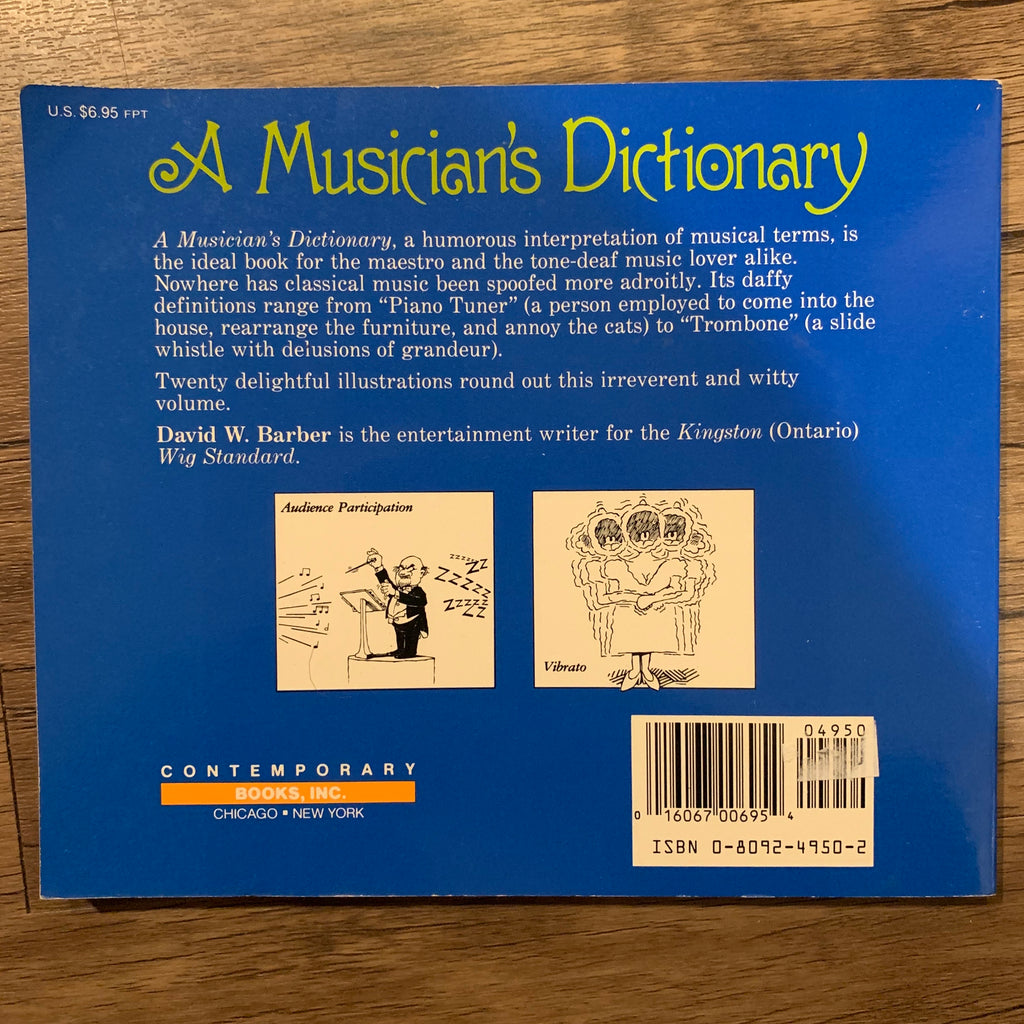 U.S. $6.95 FPT
A Musician's Dictionary
A Musician's Dictionary, a humorous interpretation of musical terms, is
the ideal book for the maestro and the tone-deaf music lover alike.
Nowhere has classical music been spoofed more adroitly. Its daffy
definitions range from “Piano Tuner” (a person employed to come into the
house, rearrange the furniture, and annoy the cats) to “Trombone” (a slide
whistle with delusions of grandeur).
Twenty delightful illustrations round out this irreverent and witty
volume.
David W. Barber is the entertainment writer for the Kingston (Ontario)
Wig Standard.
Audience Participation
zzzzzZZ
ZZZZZ
ZZZZZZZ
Vibrato
CONTEMPORARY
BOOKS, INC.
CHICAGO ▪ NEW YORK
04950
0 16067 00695 4
ISBN 0-8092-4950-2